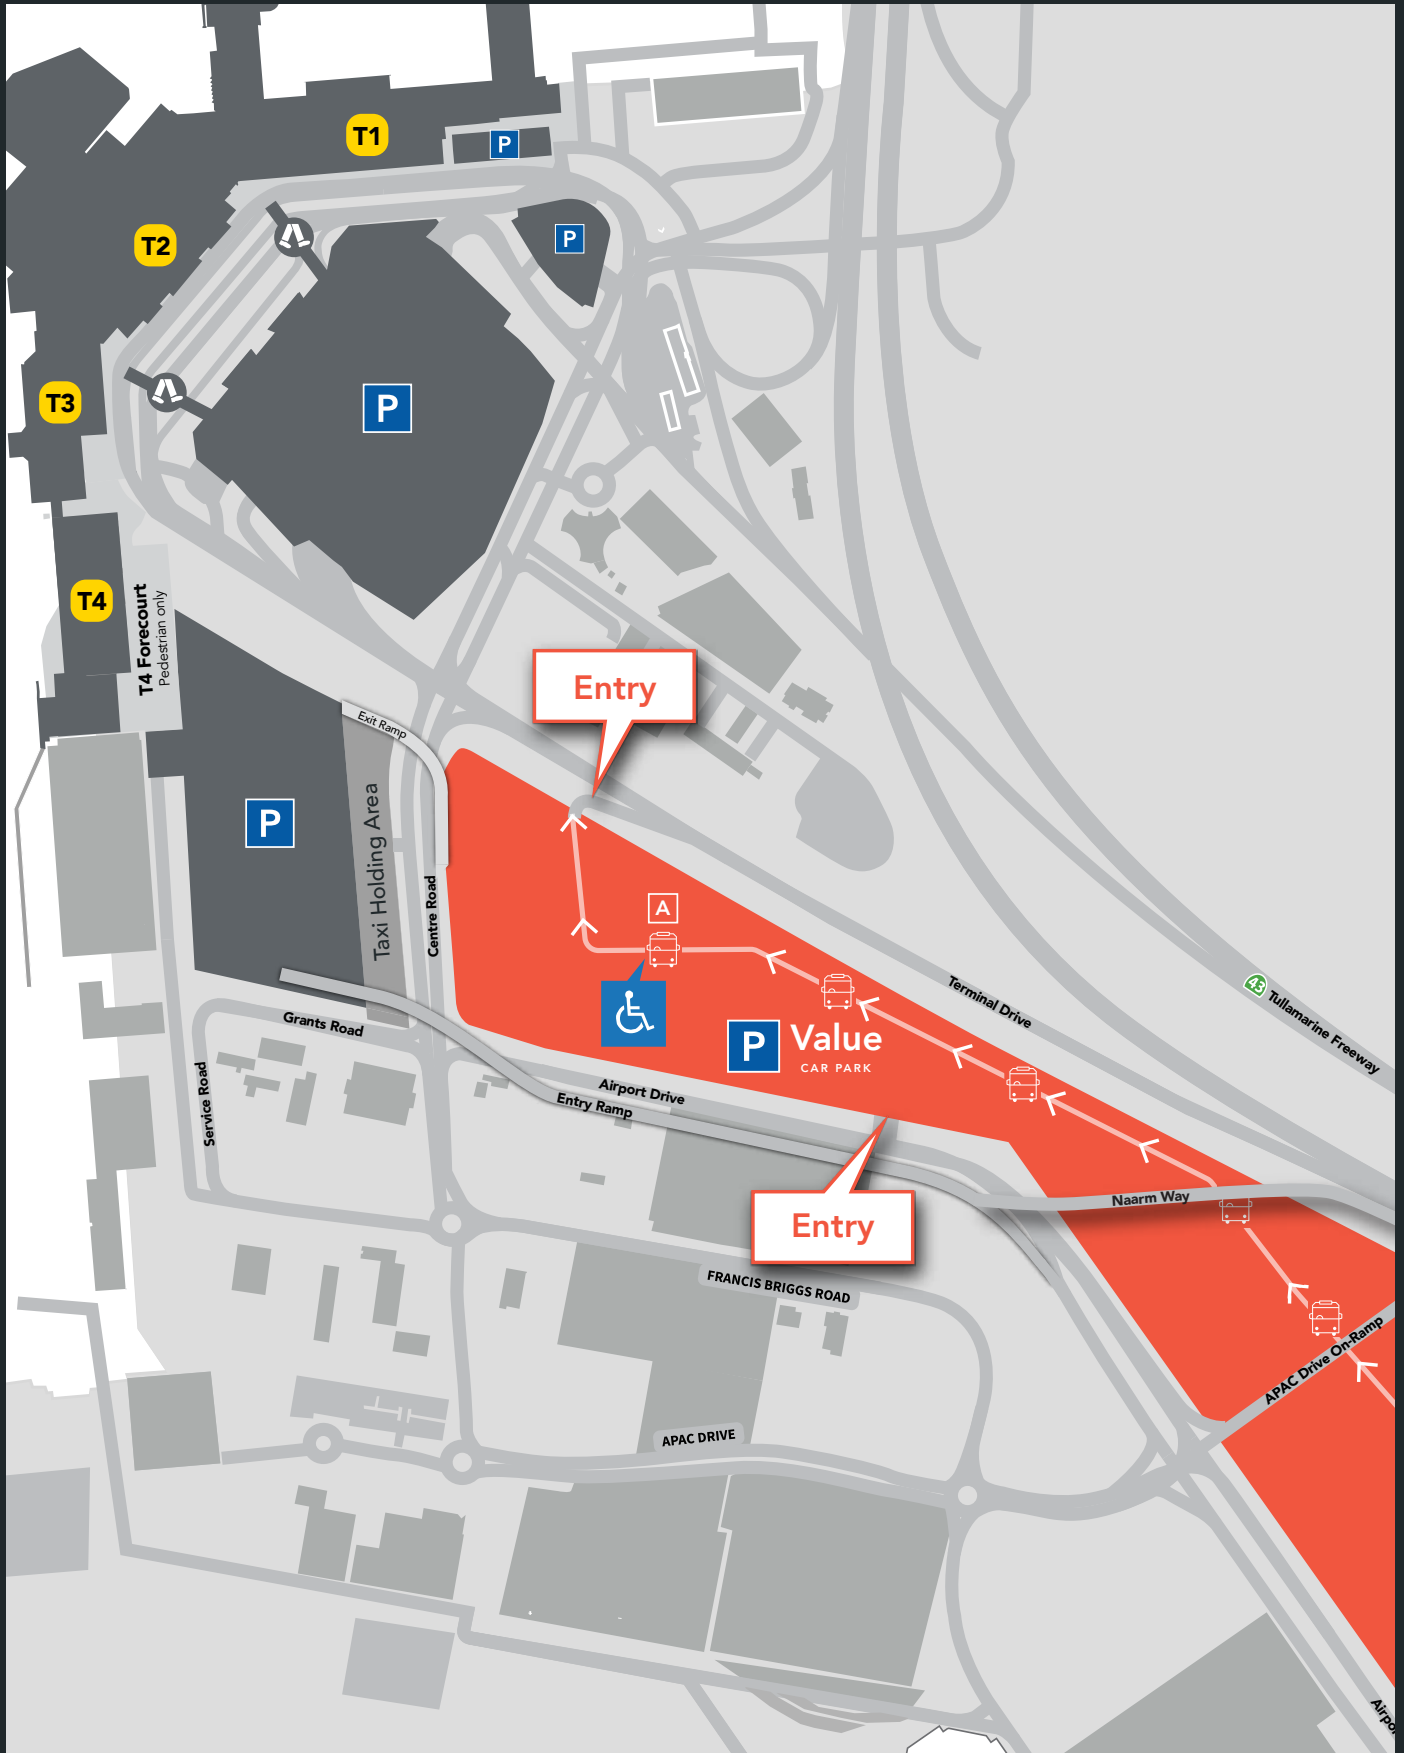 T1
P
T2
P
T3
P
T4
T4 Forecourt
Pedestrian only
Entry
Exit Ramp
P
Taxi Holding Area
Centre Road
A
Terminal Drive
43
Tullamarine Freeway
P
Value
CAR PARK
Grants Road
Service Road
Airport Drive
Entry Ramp
Naarm Way
Entry
FRANCIS BRIGGS ROAD
APAC Drive On-Ramp
APAC DRIVE
Airpo